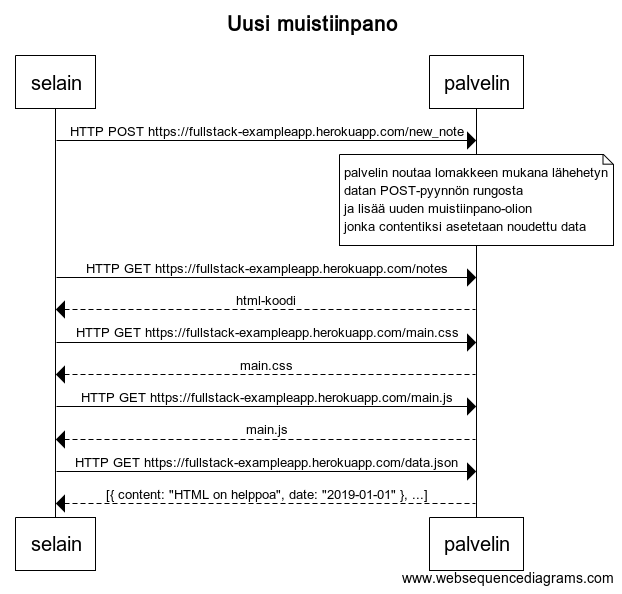 Uusi muistiinpano
selain
palvelin
HTTP POST https://fullstack-exampleapp.herokuapp.com/new_note
palvelin noutaa lomakkeen mukana lähehetyn
datan POST-pyynnön rungosta
ja lisää uuden muistiinpano-olion
jonka contentiksi asetetaan noudettu data
HTTP GET https://fullstack-exampleapp.herokuapp.com/notes
html-koodi
HTTP GET https://fullstack-exampleapp.herokuapp.com/main.css
main.css
HTTP GET https://fullstack-exampleapp.herokuapp.com/main.js
main.js
HTTP GET https://fullstack-exampleapp.herokuapp.com/data.json
[{ content: "HTML on helppoa", date: "2019-01-01" }, ...]
selain
palvelin
www.websequencediagrams.com